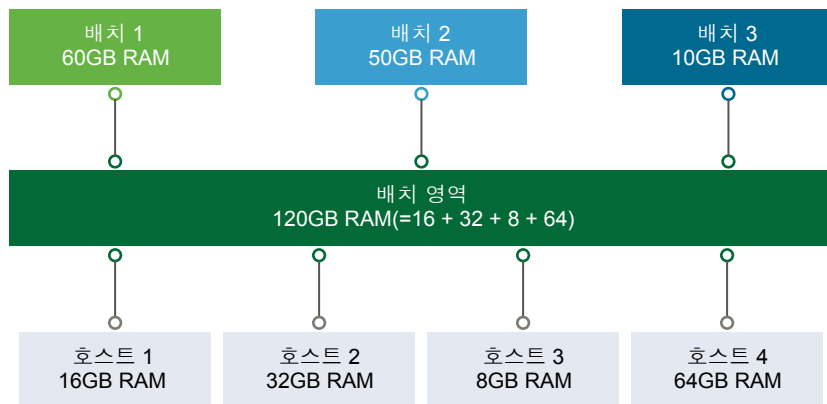 배치 1
60GB RAM
배치 2
50GB RAM
배치 3
10GB RAM
배치 영역
120GB RAM(=16 + 32 + 8 + 64)
호스트 1
16GB RAM
호스트 2
32GB RAM
호스트 3
8GB RAM
호스트 4
64GB RAM